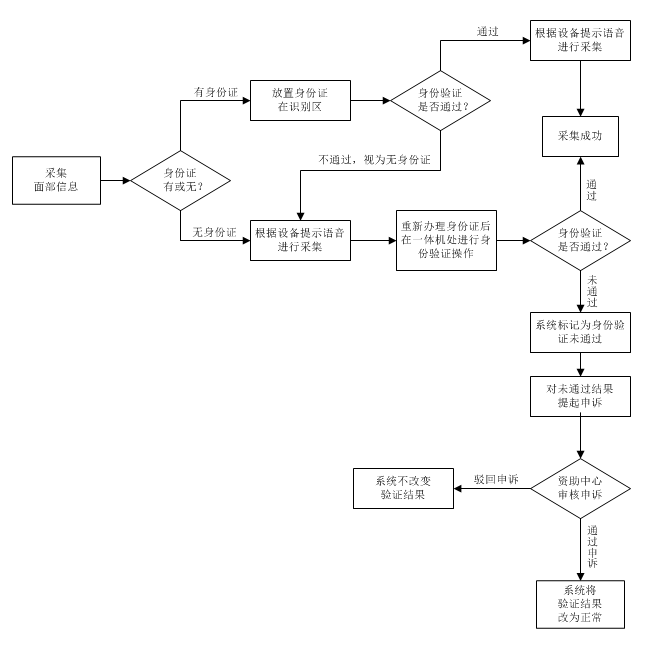 通过
根据设备提示语音
进行采集
有身份证
放置身份证
在识别区
身份验证
是否通过？
采集成功
采集
面部信息
身份证
有或无？
不通过，视为无身份证
通过
无身份证
根据设备提示语音
进行采集
重新办理身份证后
在一体机处进行身
份验证操作
身份验证
是否通过？
未通过
系统标记为身份验
证未通过
对未通过结果
提起申诉
系统不改变
验证结果
驳回申诉
资助中心
审核申诉
通过申诉
系统将
验证结果
改为正常